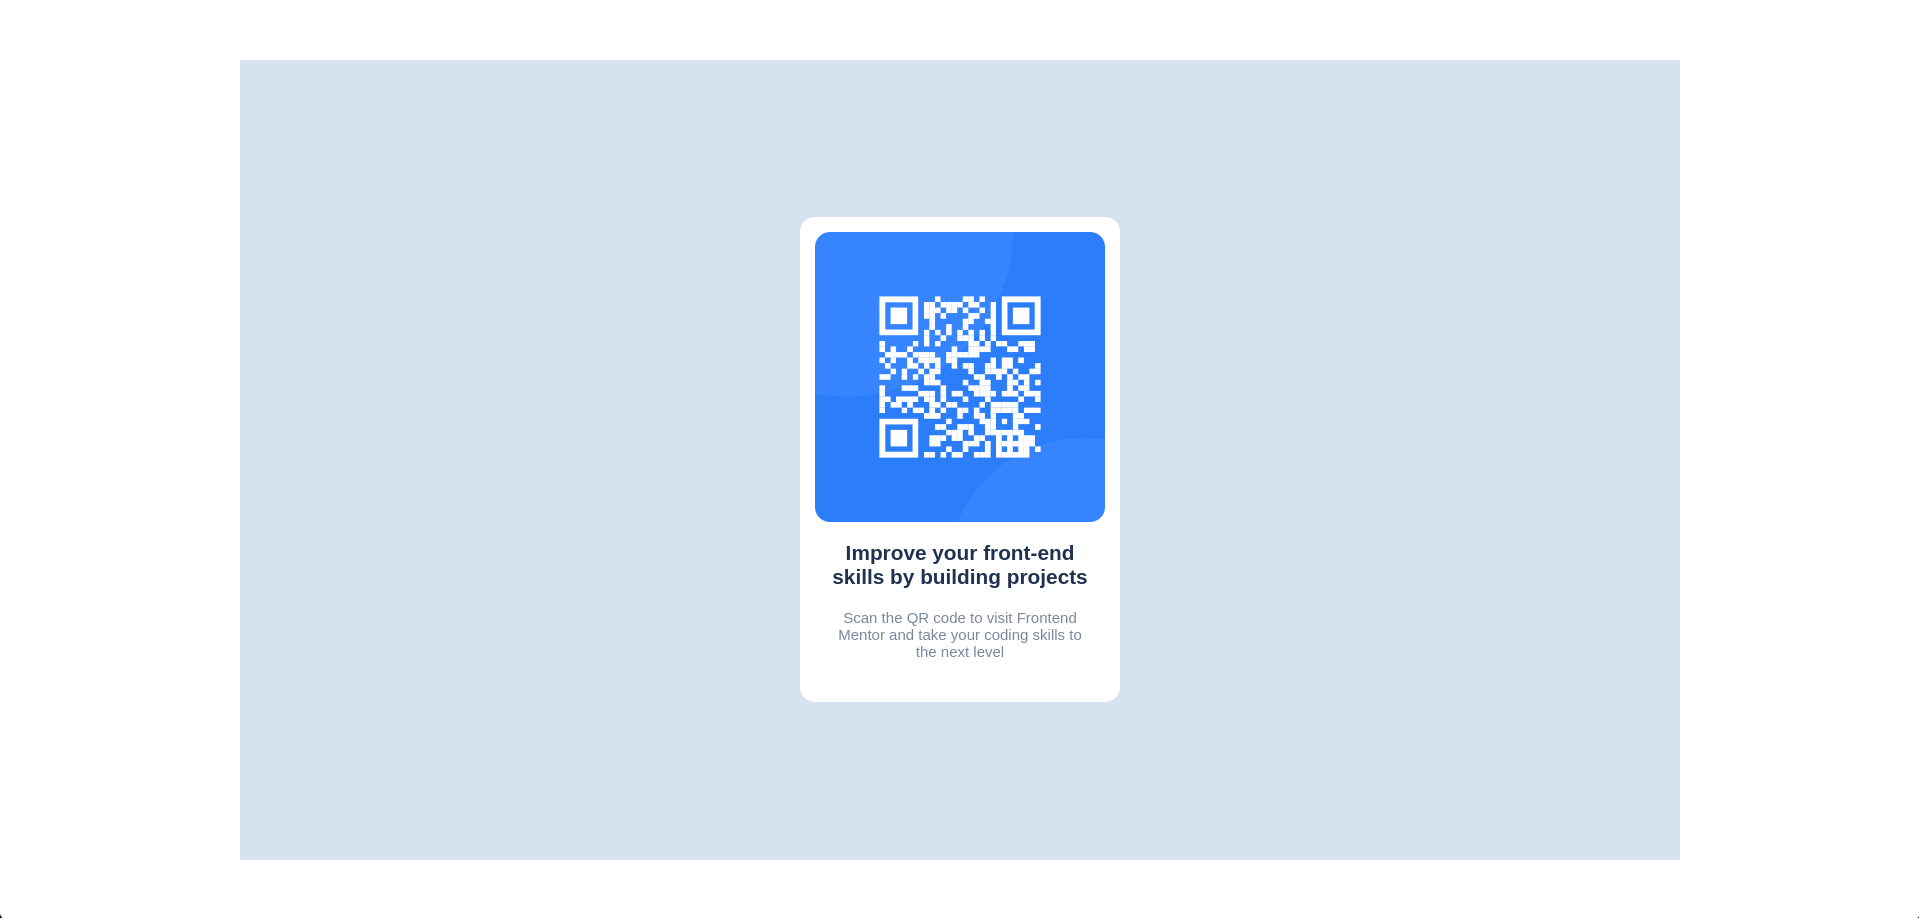 Improve your front-end
skills by building projects
Scan the QR code to visit Frontend
Mentor and take your coding skills to
the next level